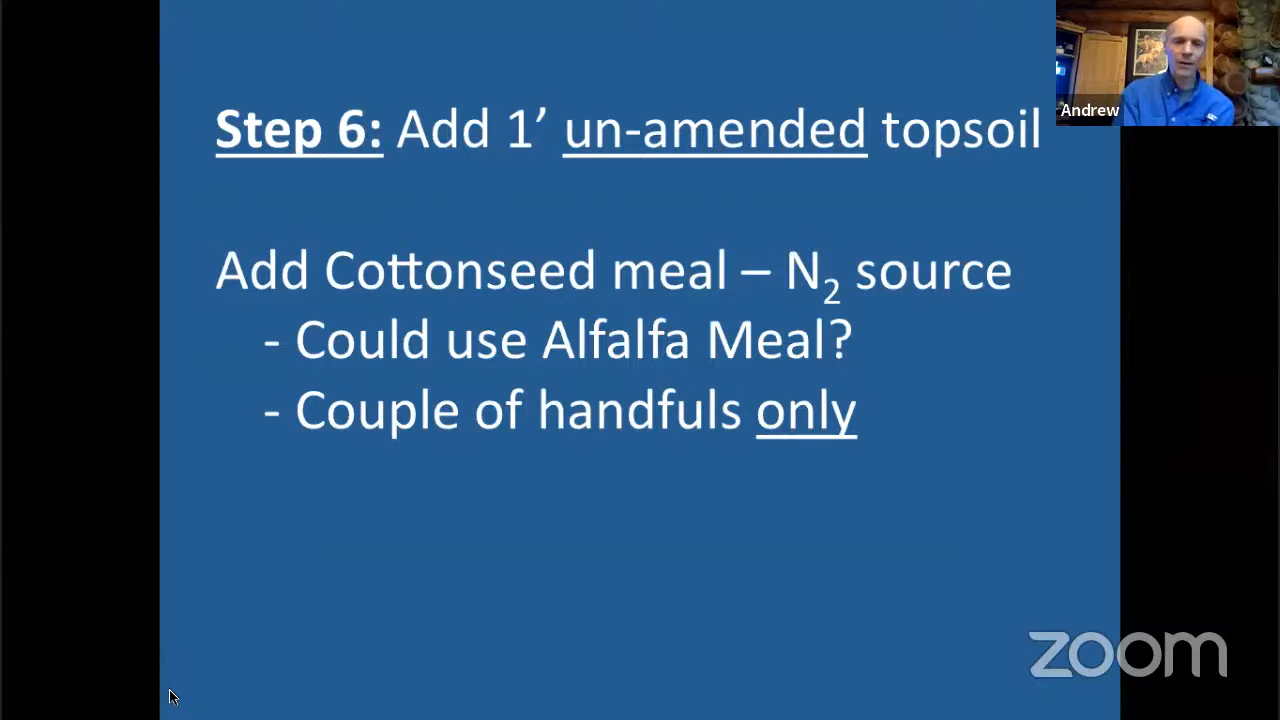 Step 6: Add 1’ un-amended topsoil
Add Cottonseed meal – N2 source
- Could use Alfalfa Meal?
- Couple of handfuls only
Andrew
zoom